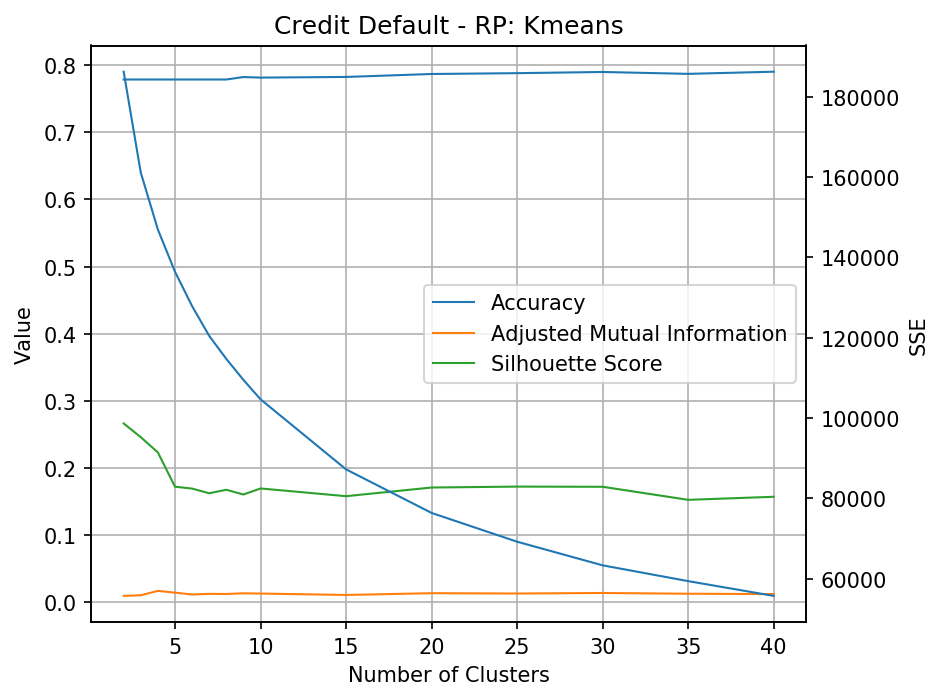 Credit Default - RP: Kmeans
0.8
0.7
0.6
0.5
0.4
0.3
0.2
0.1
0.0
Value
180000
160000
140000
120000
100000
80000
60000
SSE
Accuracy
Adjusted Mutual Information
Silhouette Score
5 10 15 20 25 30 35 40
Number of Clusters